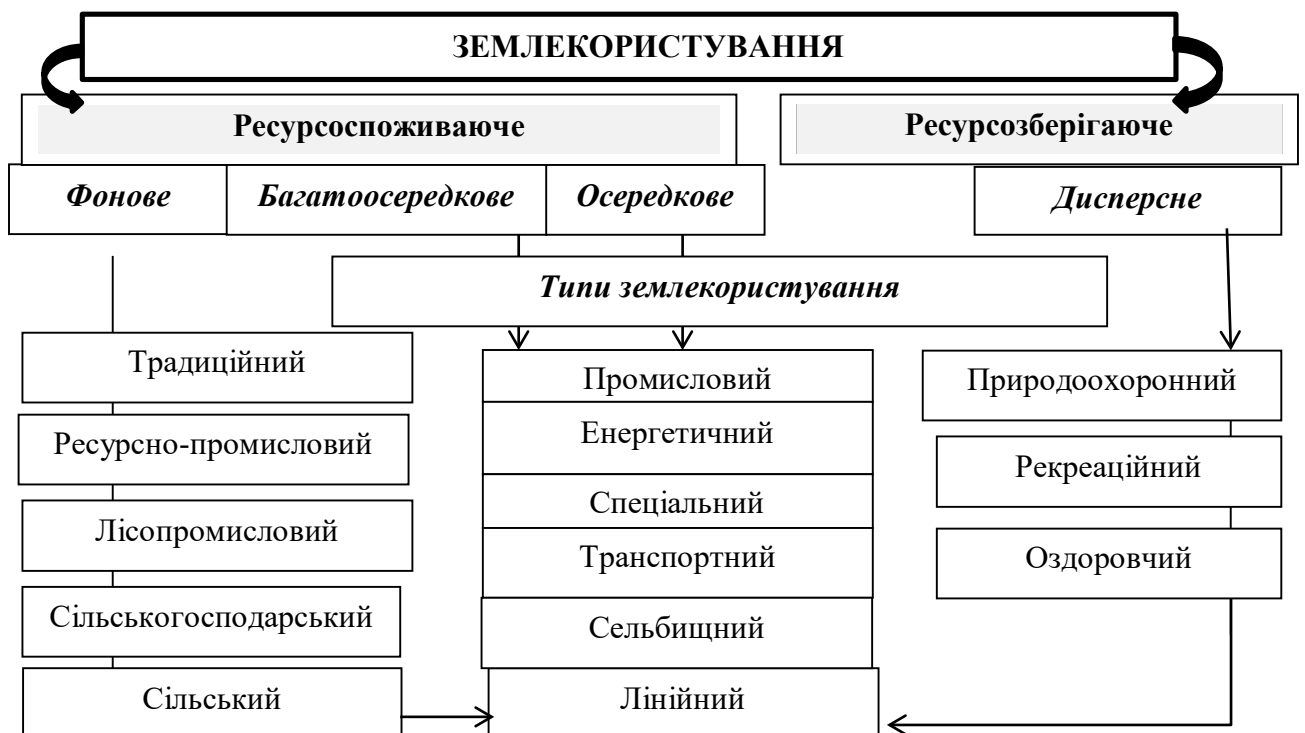 ЗЕМЛЕКОРИСТУВАННЯ
Ресурсоспоживаюче
Ресурсозберігаюче
Фонове
Багатоосередкове
Осередкове
Дисперсне
Типи землекористування
Традиційний
Ресурсно-промисловий
Лісопромисловий
Сільськогосподарський
Сільський
Промисловий
Енергетичний
Спеціальний
Транспортний
Сельбищний
Лінійний
Природоохоронний
Рекреаційний
Оздоровчий